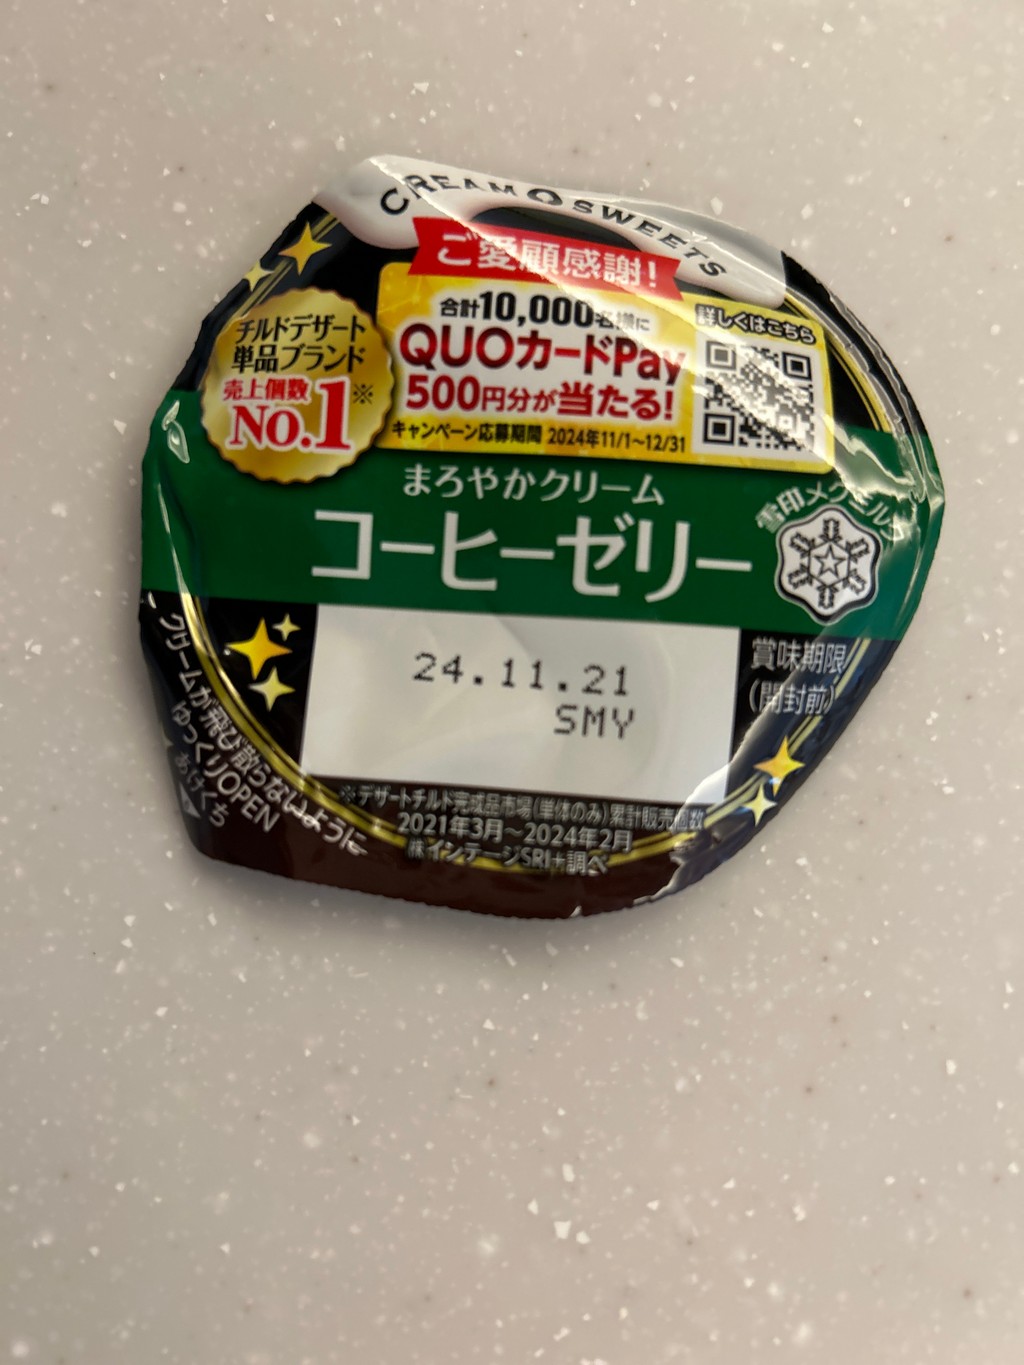 CREAM SWEETS
ご愛顧感謝!
合計10,000名様に
QUOカードPay
500円分が当たる!
キャンペーン応募期間 2024年11/1~12/31
詳しくはこちら
チルドデザート
単品ブランド
売上個数※
No.1
まろやかクリーム
コーヒーゼリー
雪印メグミルク
24.11.21
SMY
賞味期限
(開封前)
クリームが飛び散らないように
ゆっくりOPEN
あけくち
※デザートチルド完成品市場(単体のみ)累計販売個数
2021年3月~2024年2月
㈱インテージSRI+調べ